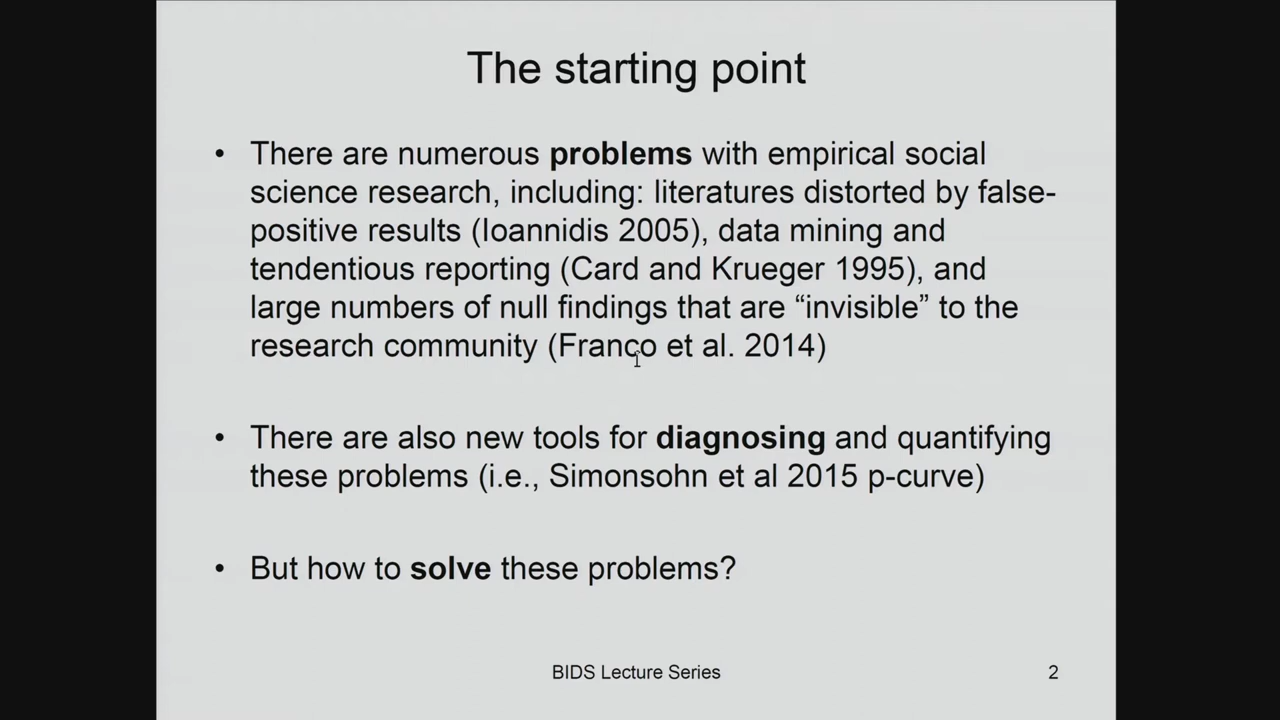 The starting point
• There are numerous problems with empirical social
science research, including: literatures distorted by false-
positive results (Ioannidis 2005), data mining and
tendentious reporting (Card and Krueger 1995), and
large numbers of null findings that are “invisible” to the
research community (Franco et al. 2014)
• There are also new tools for diagnosing and quantifying
these problems (i.e., Simonsohn et al 2015 p-curve)
• But how to solve these problems?
BIDS Lecture Series
2